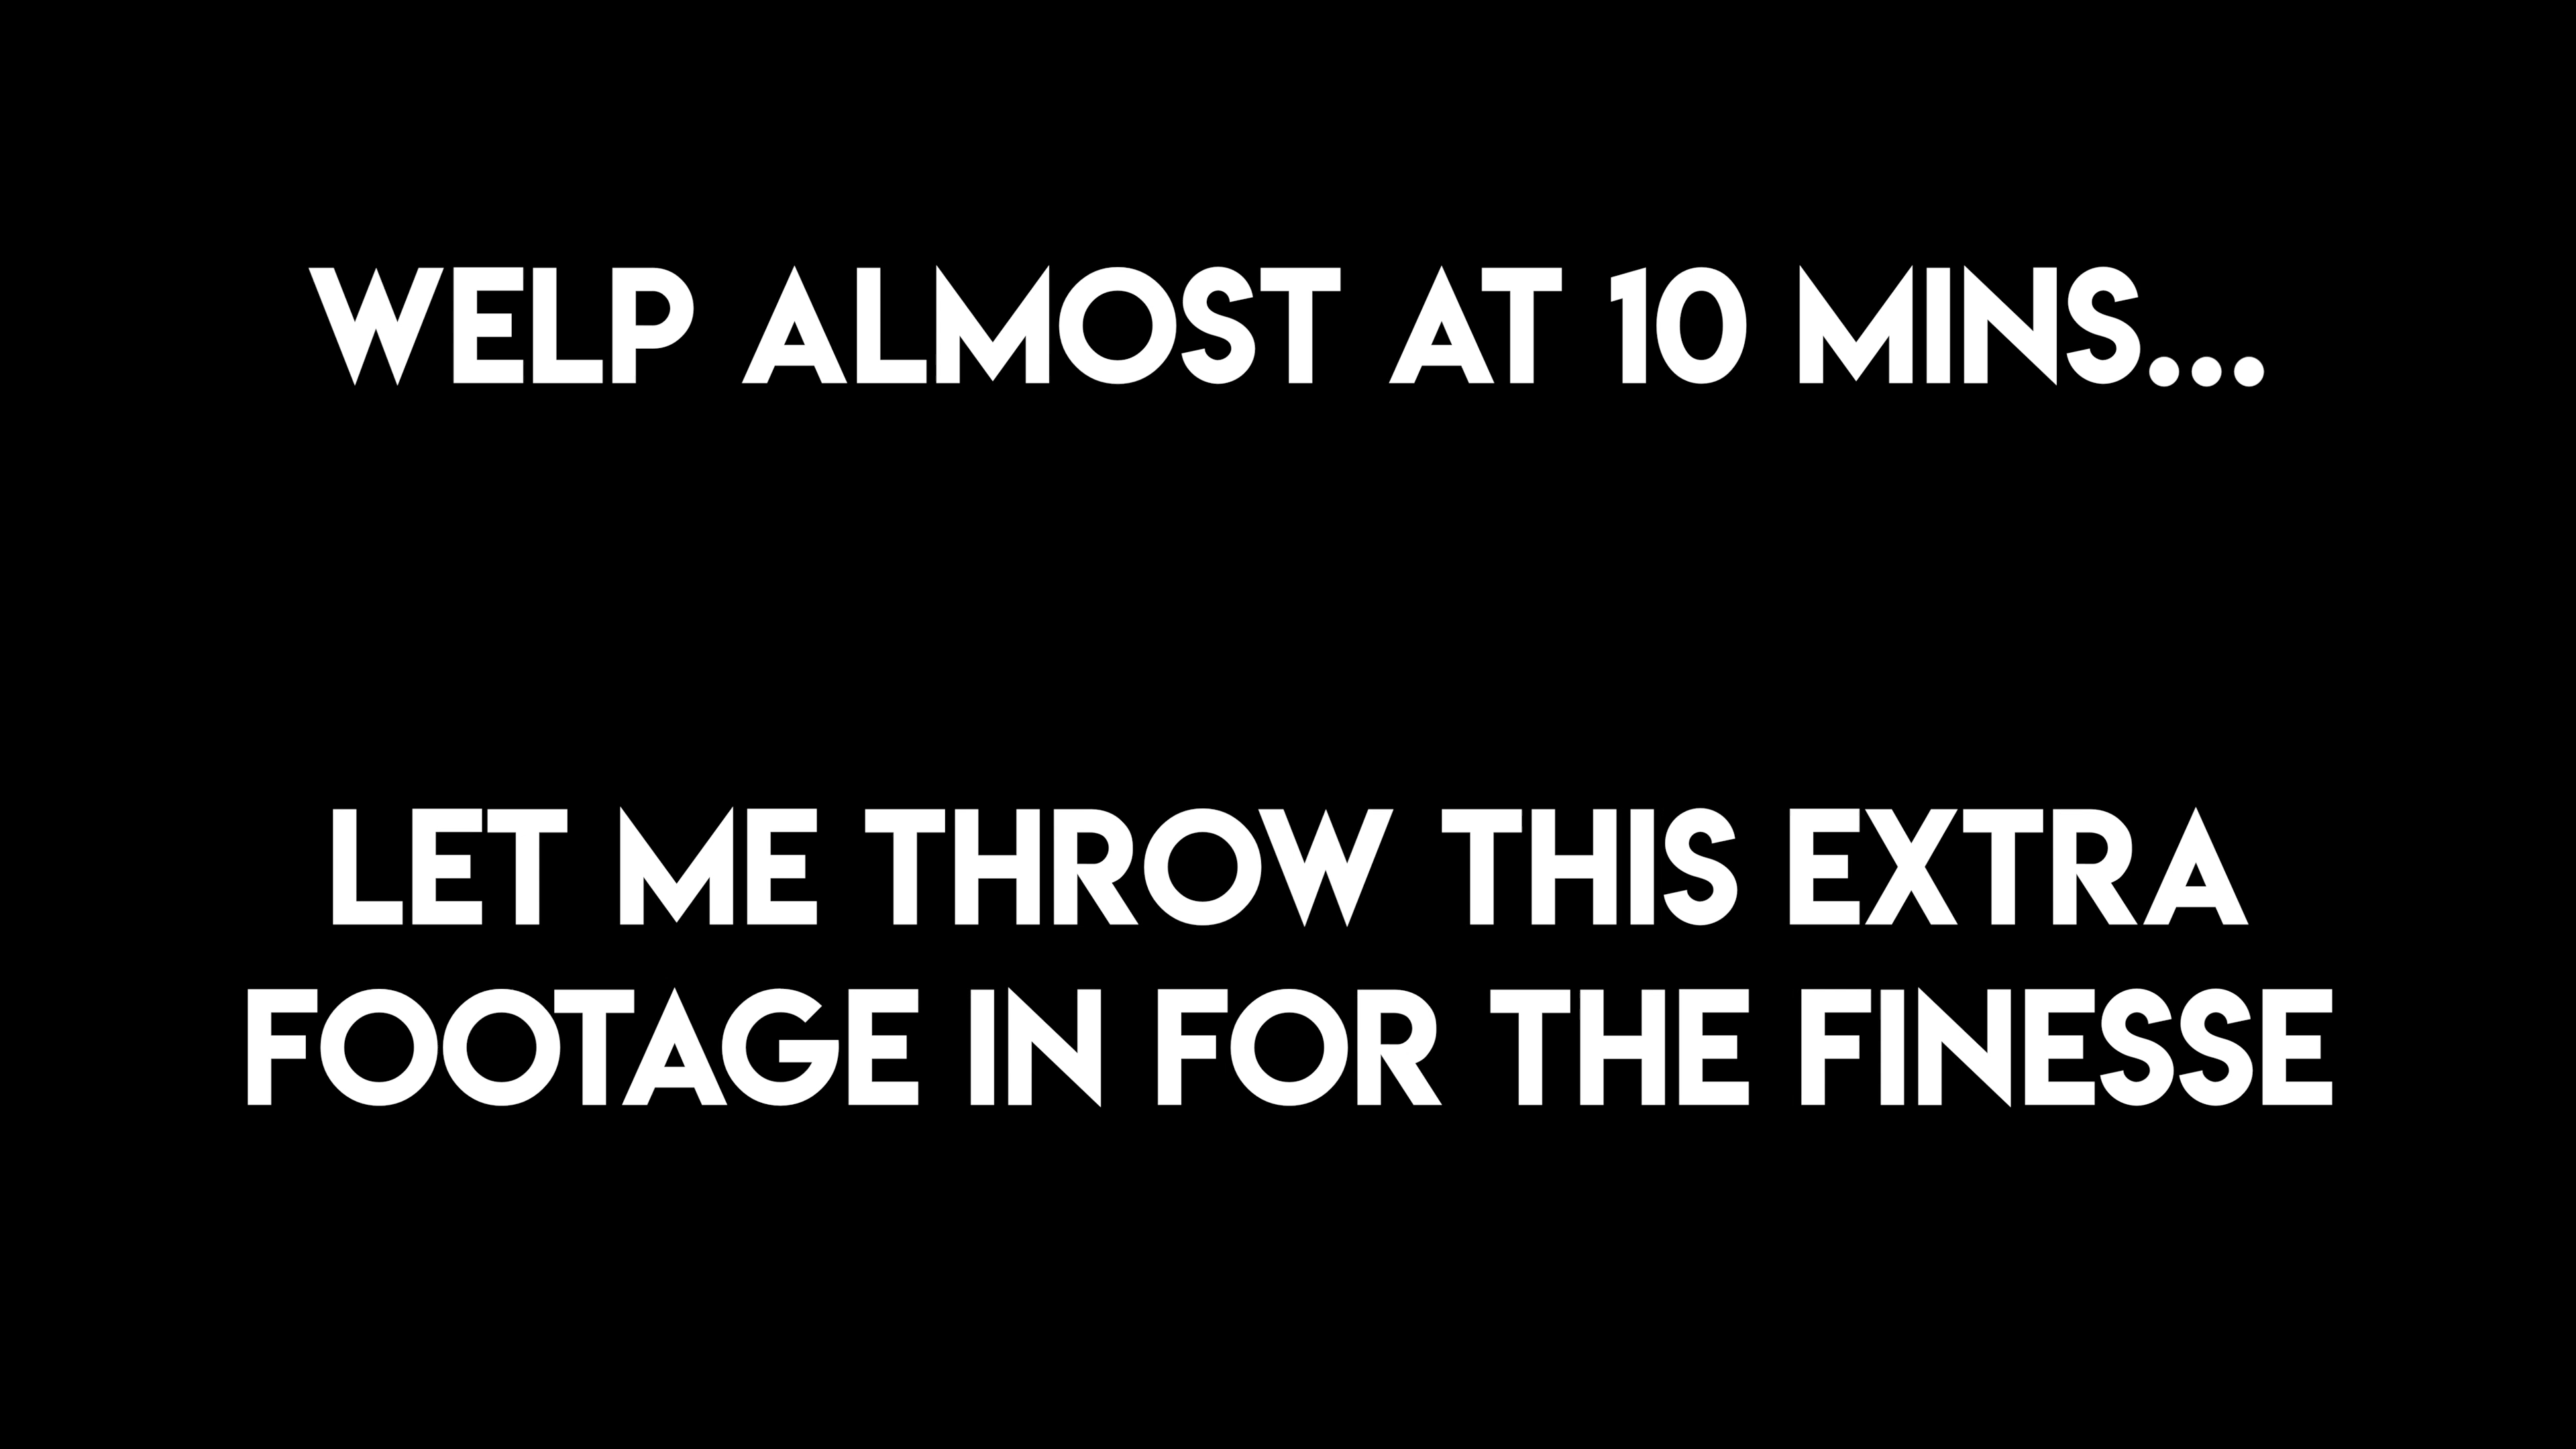 WELP ALMOST AT 10 MINS...
LET ME THROW THIS EXTRA
FOOTAGE IN FOR THE FINESSE